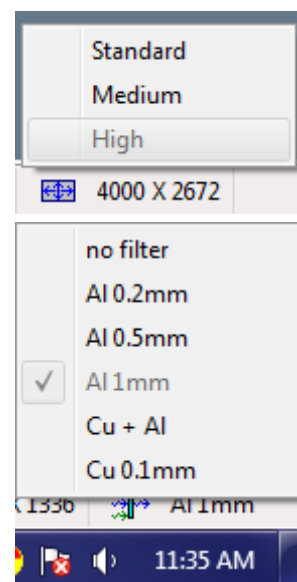 Standard
Medium
High
4000 X 2672
no filter
Al 0.2mm
Al 0.5mm
Al 1mm
Cu + Al
Cu 0.1mm
X 1336 Al 1mm
11:35 AM